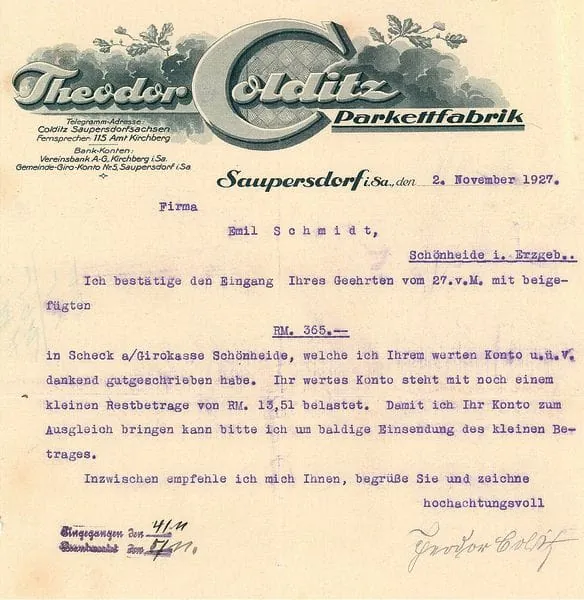 Theodor Colditz
Parkettfabrik
Telegramm-Adresse:
Colditz Saupersdorfsachsen
Fernsprecher 115 Amt Kirchberg
Bank-Konten:
Vereinsbank A-G, Kirchberg i.Sa.
Gemeinde-Giro-Konto Nr.5, Saupersdorf i.Sa
Saupersdorf i.Sa., den 2. November 1927.
Firma
Emil Schmidt,
Schönheide i. Erzgeb..
Ich bestätige den Eingang Ihres Geehrten vom 27.v.M. mit beige-
fügten
RM. 365.--
in Scheck a/Girokasse Schönheide, welche ich Ihrem werten Konto u.ü.V.
dankend gutgeschrieben habe. Ihr wertes Konto steht mit noch einem
kleinen Restbetrage von RM. 13,51 belastet. Damit ich Ihr Konto zum
Ausgleich bringen kann bitte ich um baldige Einsendung des kleinen Be-
trages.
Inzwischen empfehle ich mich Ihnen, begrüße Sie und zeichne
hochachtungsvoll
Eingegangen den 4/11
Beantwortet den 5/11.
Theodor Colditz